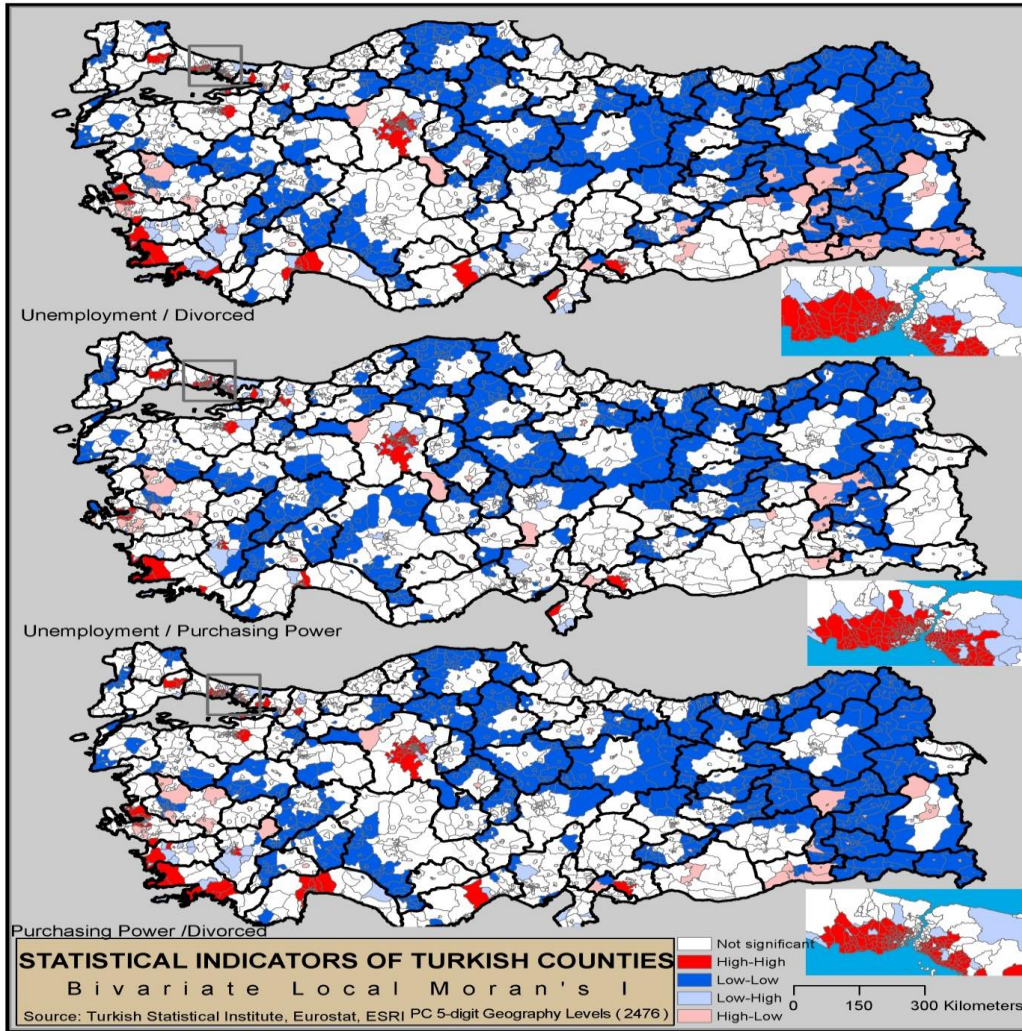 Unemployment / Divorced
Unemployment / Purchasing Power
Purchasing Power /Divorced
STATISTICAL INDICATORS OF TURKISH COUNTIES
Bivariate Local Moran's I
Source: Turkish Statistical Institute, Eurostat, ESRI PC 5-digit Geography Levels ( 2476)
Not significant
High-High
Low-Low
Low-High
High-Low
0 150 300 Kilometers